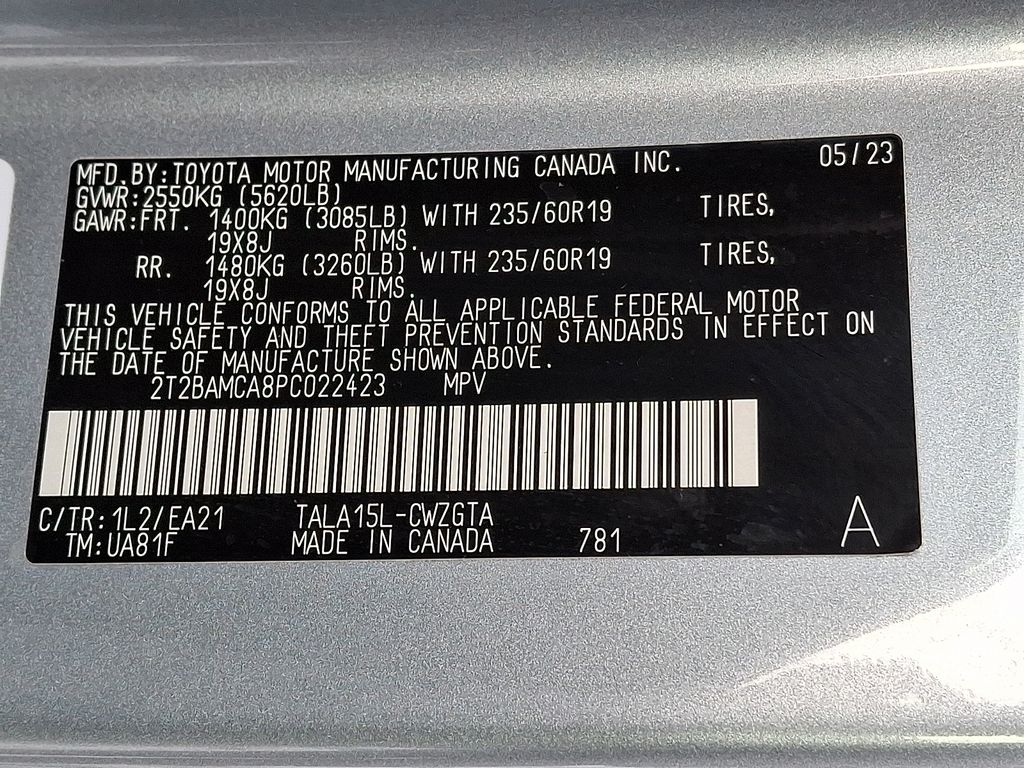 MFD.BY:TOYOTA MOTOR MANUFACTURING CANADA INC. 05/23
GVWR:2550KG (5620LB)
GAWR:FRT. 1400KG (3085LB) WITH 235/60R19 TIRES,
19X8J RIMS.
RR. 1480KG (3260LB) WITH 235/60R19 TIRES,
19X8J RIMS.
THIS VEHICLE CONFORMS TO ALL APPLICABLE FEDERAL MOTOR
VEHICLE SAFETY AND THEFT PREVENTION STANDARDS IN EFFECT ON
THE DATE OF MANUFACTURE SHOWN ABOVE.
2T2BAMCA8PC022423 MPV
C/TR:1L2/EA21 TALA15L-CWZGTA A
TM:UA81F MADE IN CANADA 781